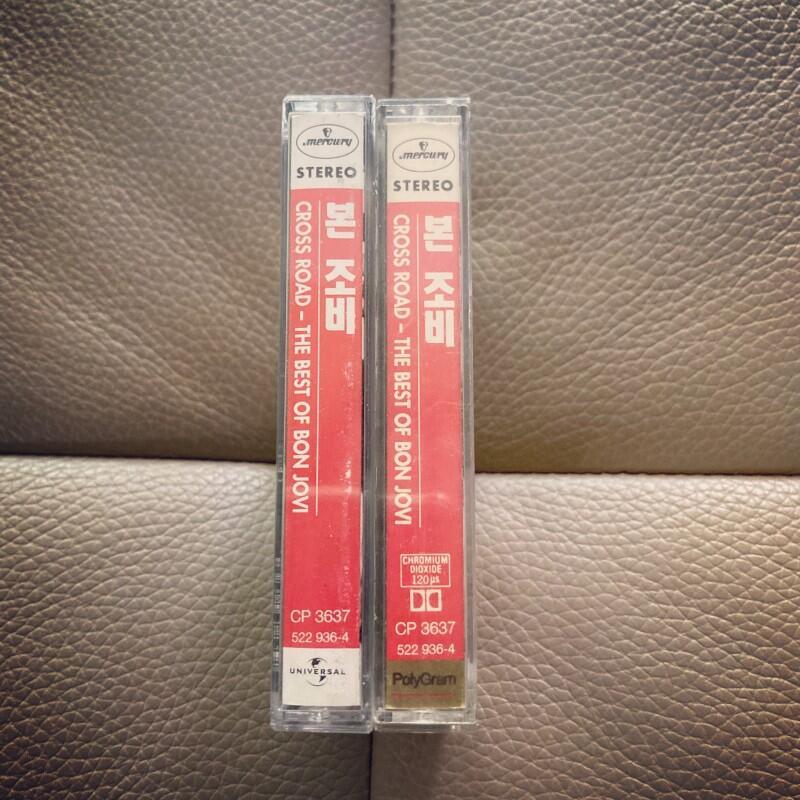 mercury
STEREO
본 조비
CROSS ROAD – THE BEST OF BON JOVI
CP 3637
522 936-4
UNIVERSAL
mercury
STEREO
본 조비
CROSS ROAD – THE BEST OF BON JOVI
CHROMIUM
DIOXIDE
120 μs
CP 3637
522 936-4
PolyGram